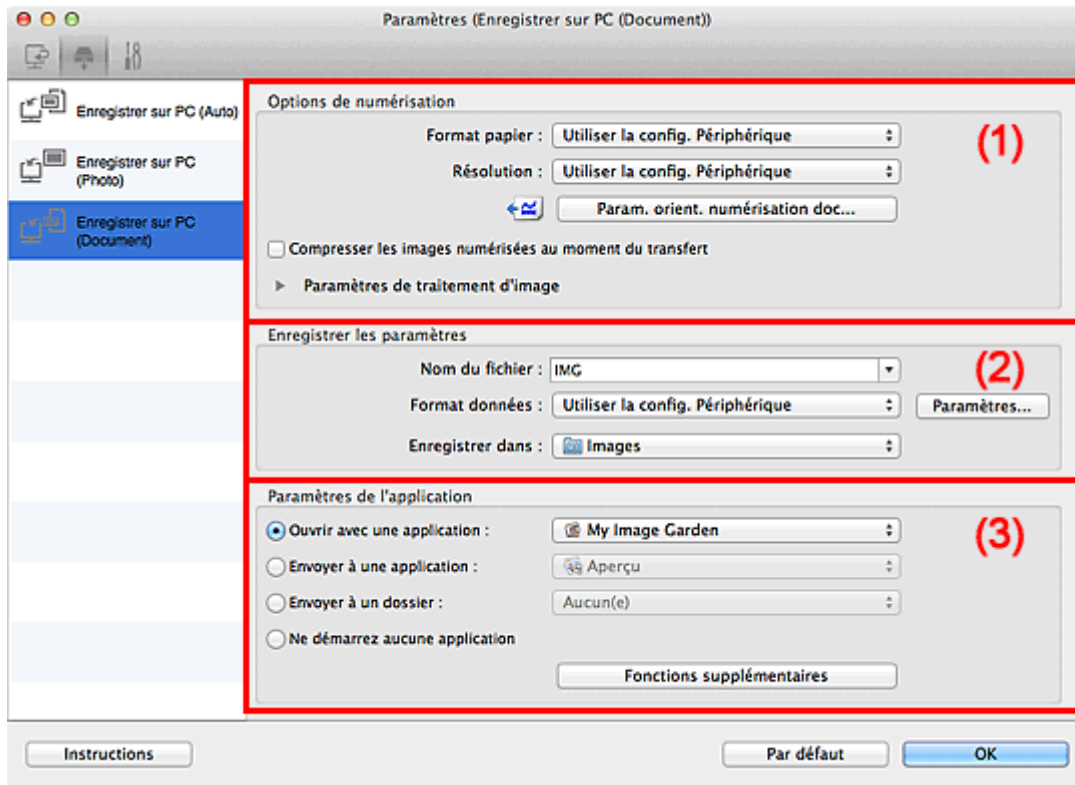 Paramètres (Enregistrer sur PC (Document))
Enregistrer sur PC (Auto)
Enregistrer sur PC
(Photo)
Enregistrer sur PC
(Document)
Options de numérisation
(1)
Format papier : Utiliser la config. Périphérique
Résolution : Utiliser la config. Périphérique
Param. orient. numérisation doc...
Compresser les images numérisées au moment du transfert
Paramètres de traitement d'image
Enregistrer les paramètres
(2)
Nom du fichier : IMG
Format données : Utiliser la config. Périphérique Paramètres...
Enregistrer dans : Images
Paramètres de l'application
(3)
Ouvrir avec une application : My Image Garden
Envoyer à une application : Aperçu
Envoyer à un dossier : Aucun(e)
Ne démarrez aucune application
Fonctions supplémentaires
Instructions Par défaut OK